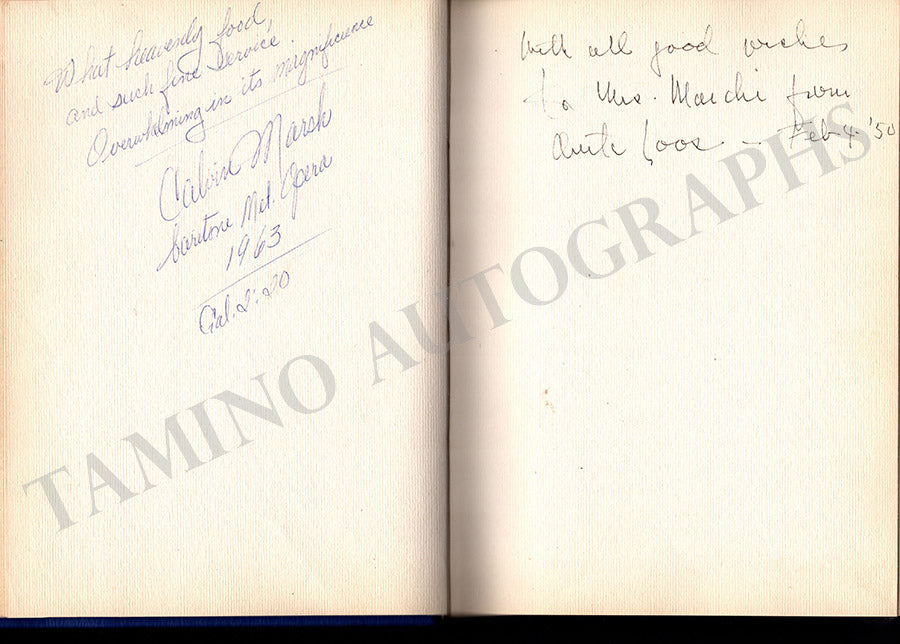 What heavenly food,
and such fine service.
Overwhelming in its magnificence
Calvin Marsh
baritone Met. Opera
1963
Gal. 2:20
With all good wishes
to Mrs. Marchi from
Anita Loos — Feb 4 '50
TAMINO AUTOGRAPHS